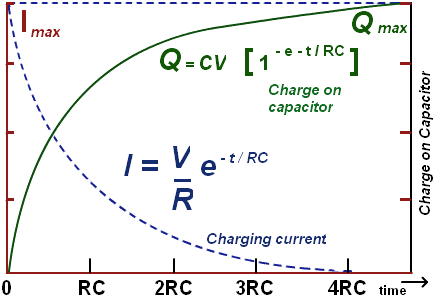 I max
Q max
Q = CV [ 1 - e - t / RC ]
Charge on
capacitor
I = V/R e - t / RC
Charging current
Charge on Capacitor
0 RC 2RC 3RC 4RC time